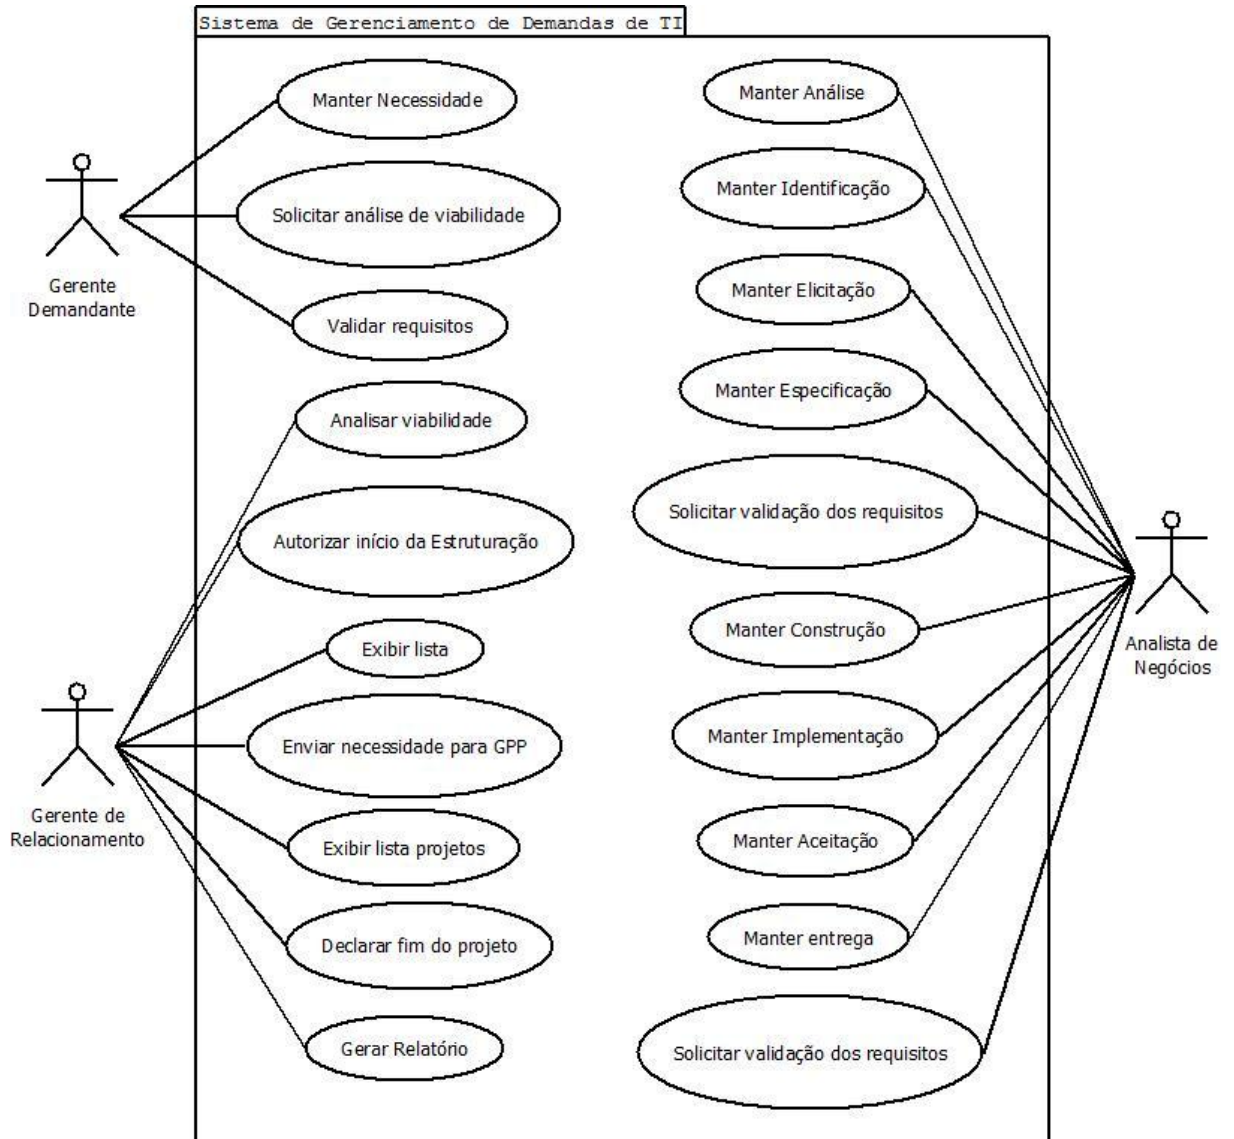 Sistema de Gerenciamento de Demandas de TI
Manter Necessidade
Solicitar análise de viabilidade
Gerente
Demandante
Validar requisitos
Analisar viabilidade
Autorizar início da Estruturação
Exibir lista
Enviar necessidade para GPP
Gerente de
Relacionamento
Exibir lista projetos
Declarar fim do projeto
Gerar Relatório
Manter Análise
Manter Identificação
Manter Elicitação
Manter Especificação
Solicitar validação dos requisitos
Manter Construção
Analista de
Negócios
Manter Implementação
Manter Aceitação
Manter entrega
Solicitar validação dos requisitos